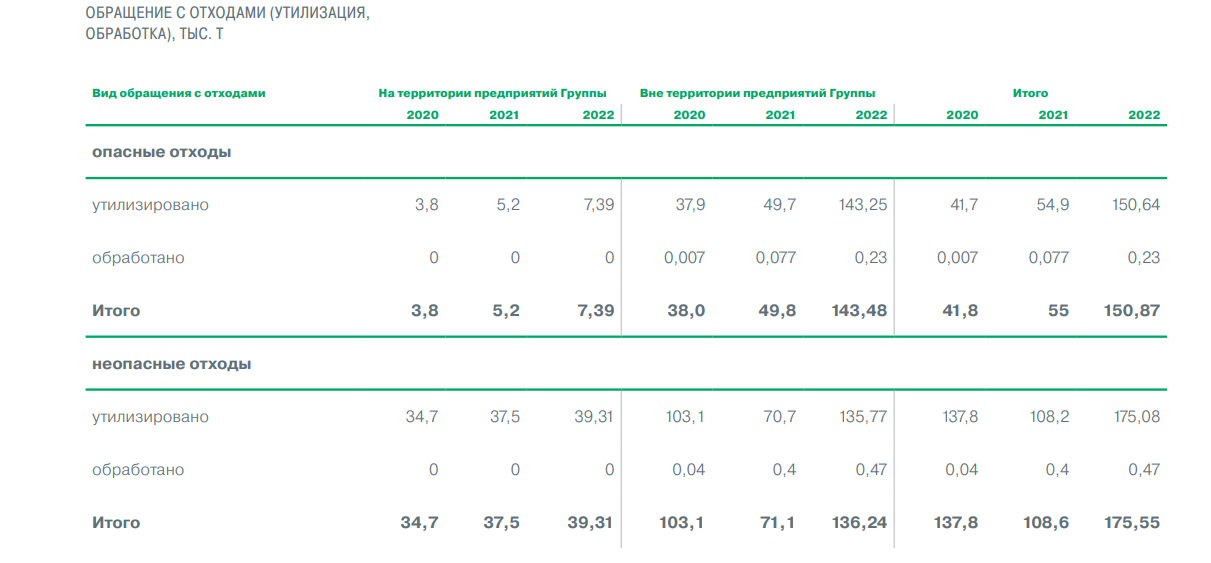 ОБРАЩЕНИЕ С ОТХОДАМИ (УТИЛИЗАЦИЯ,
ОБРАБОТКА), ТЫС. Т
Вид обращения с отходами На территории предприятий Группы Вне территории предприятий Группы Итого
2020 2021 2022 2020 2021 2022 2020 2021 2022
опасные отходы
утилизировано 3,8 5,2 7,39 37,9 49,7 143,25 41,7 54,9 150,64
обработано 0 0 0 0,007 0,077 0,23 0,007 0,077 0,23
Итого 3,8 5,2 7,39 38,0 49,8 143,48 41,8 55 150,87
неопасные отходы
утилизировано 34,7 37,5 39,31 103,1 70,7 135,77 137,8 108,2 175,08
обработано 0 0 0 0,04 0,4 0,47 0,04 0,4 0,47
Итого 34,7 37,5 39,31 103,1 71,1 136,24 137,8 108,6 175,55